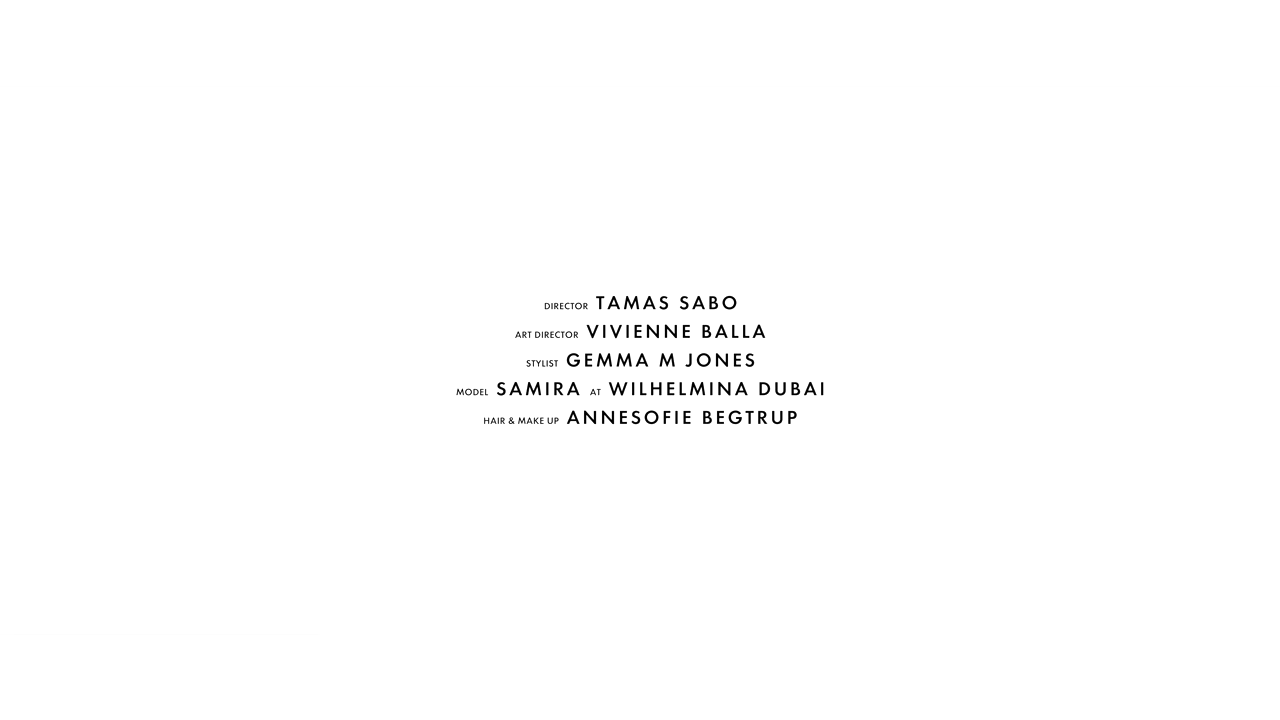 DIRECTOR TAMAS SABO
ART DIRECTOR VIVIENNE BALLA
STYLIST GEMMA M JONES
MODEL SAMIRA AT WILHELMINA DUBAI
HAIR & MAKE UP ANNESOFIE BEGTRUP